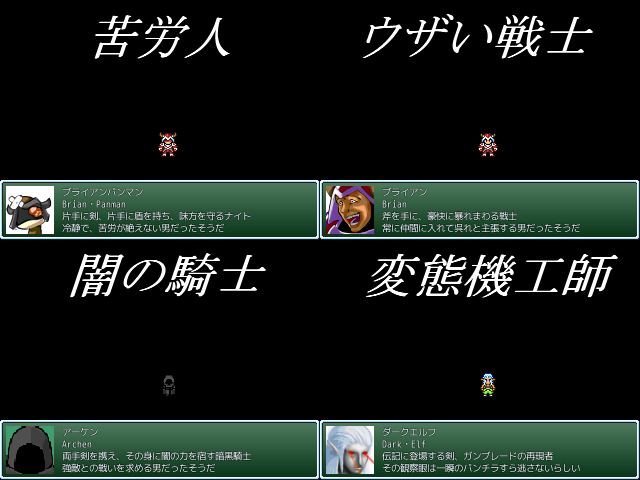 苦労人
ブライアンパンマン
Brian・Panman
片手に剣、片手に盾を持ち、味方を守るナイト
冷静で、苦労が絶えない男だったそうだ
ウザい戦士
ブライアン
Brian
斧を手に、豪快に暴れまわる戦士
常に仲間に入れて呉れと主張する男だったそうだ
闇の騎士
アーケン
Archen
両手剣を携え、その身に闇の力を宿す暗黒騎士
強敵との戦いを求める男だったそうだ
変態機工師
ダークエルフ
Dark・Elf
伝記に登場する剣、ガンブレードの再現者
その観察眼は一瞬のパンチラすら逃さないらしい